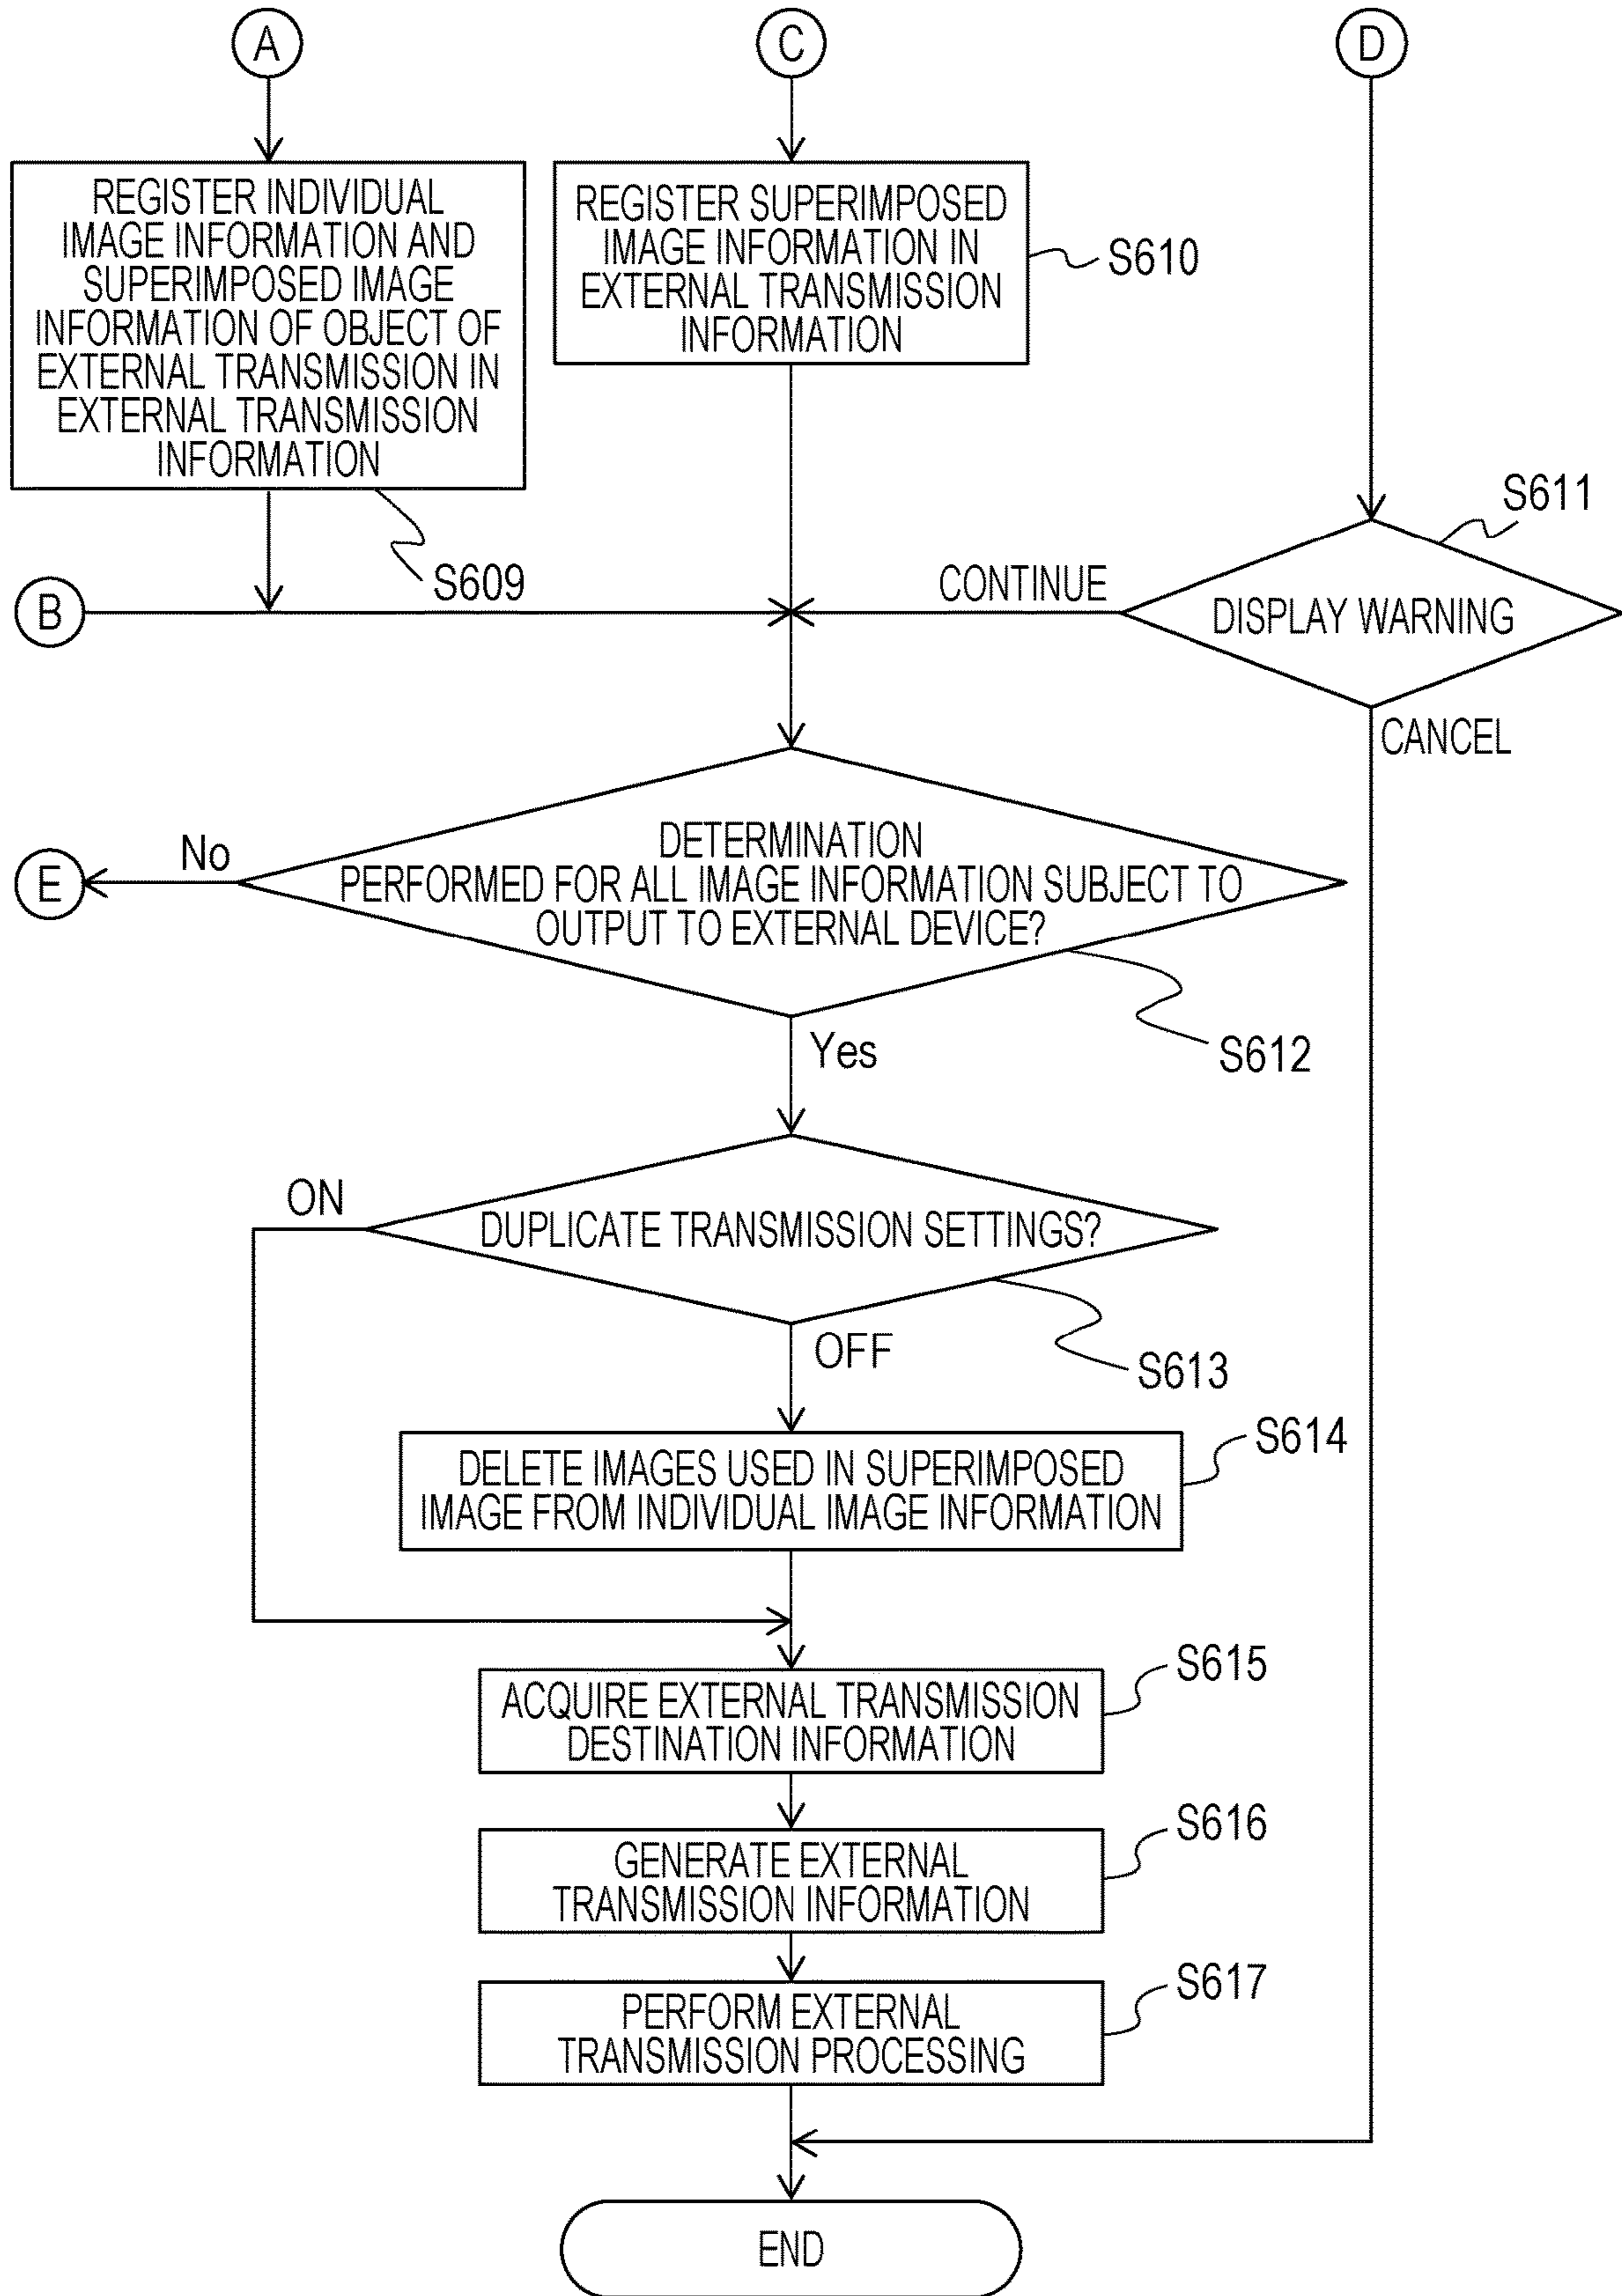 A
C
D
REGISTER INDIVIDUAL
IMAGE INFORMATION AND
SUPERIMPOSED IMAGE
INFORMATION OF OBJECT OF
EXTERNAL TRANSMISSION IN
EXTERNAL TRANSMISSION
INFORMATION
S609
REGISTER SUPERIMPOSED
IMAGE INFORMATION IN
EXTERNAL TRANSMISSION
INFORMATION
S610
S611
DISPLAY WARNING
CONTINUE
CANCEL
B
DETERMINATION
PERFORMED FOR ALL IMAGE INFORMATION SUBJECT TO
OUTPUT TO EXTERNAL DEVICE?
No
E
S612
Yes
DUPLICATE TRANSMISSION SETTINGS?
ON
OFF
S613
DELETE IMAGES USED IN SUPERIMPOSED
IMAGE FROM INDIVIDUAL IMAGE INFORMATION
S614
ACQUIRE EXTERNAL TRANSMISSION
DESTINATION INFORMATION
S615
GENERATE EXTERNAL
TRANSMISSION INFORMATION
S616
PERFORM EXTERNAL
TRANSMISSION PROCESSING
S617
END